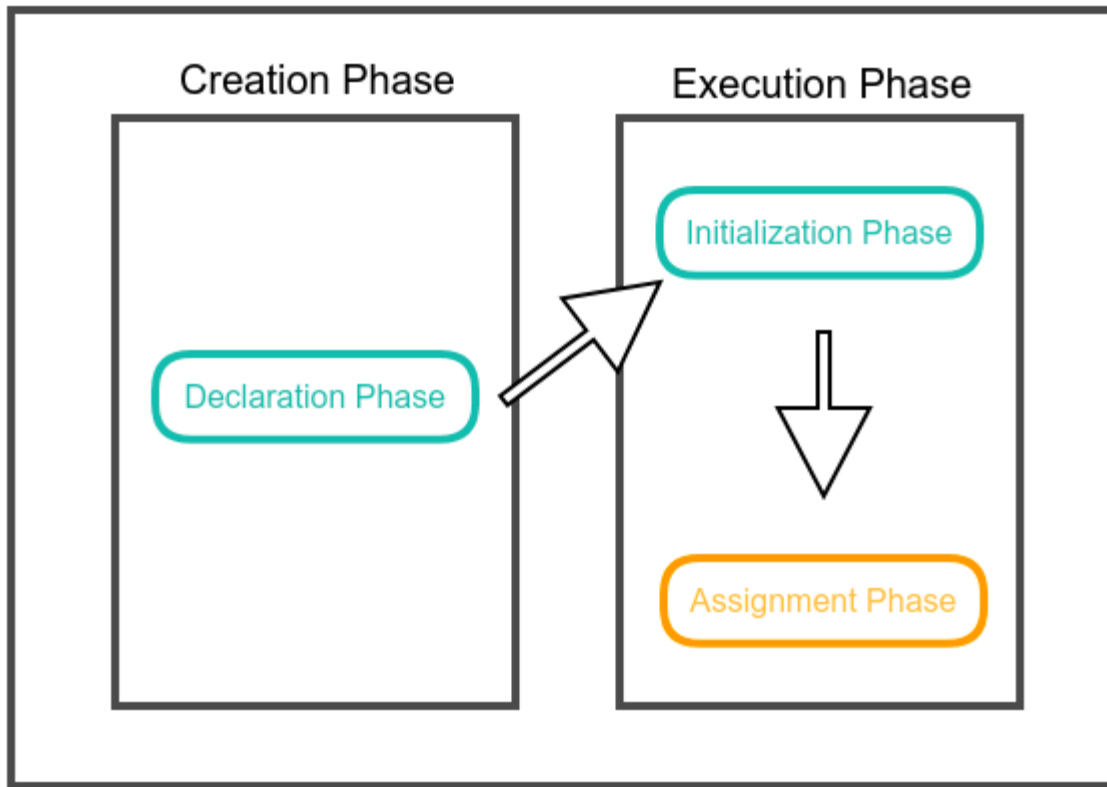 Creation Phase
Execution Phase
Declaration Phase
Initialization Phase
Assignment Phase